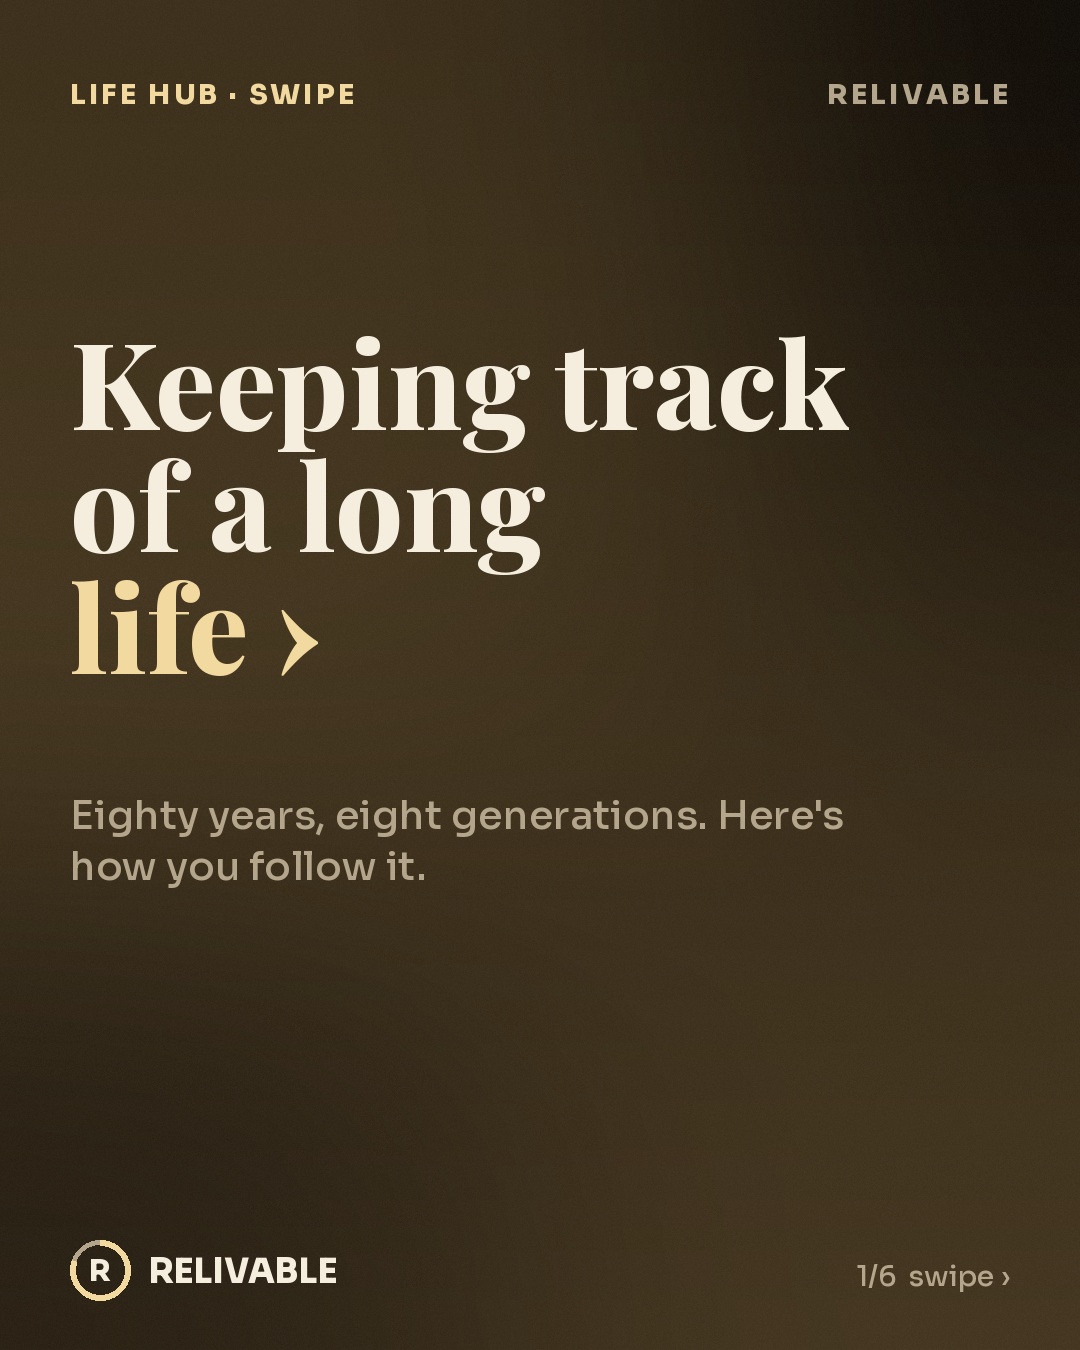 LIFE HUB · SWIPE
RELIVABLE
Keeping track
of a long
life ›
Eighty years, eight generations. Here's
how you follow it.
R RELIVABLE
1/6 swipe ›